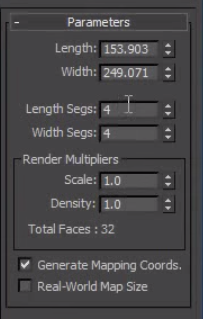 - Parameters
Length: 153.903
Width: 249.071
Length Segs: 4
Width Segs: 4
Render Multipliers
Scale: 1.0
Density: 1.0
Total Faces : 32
Generate Mapping Coords.
Real-World Map Size